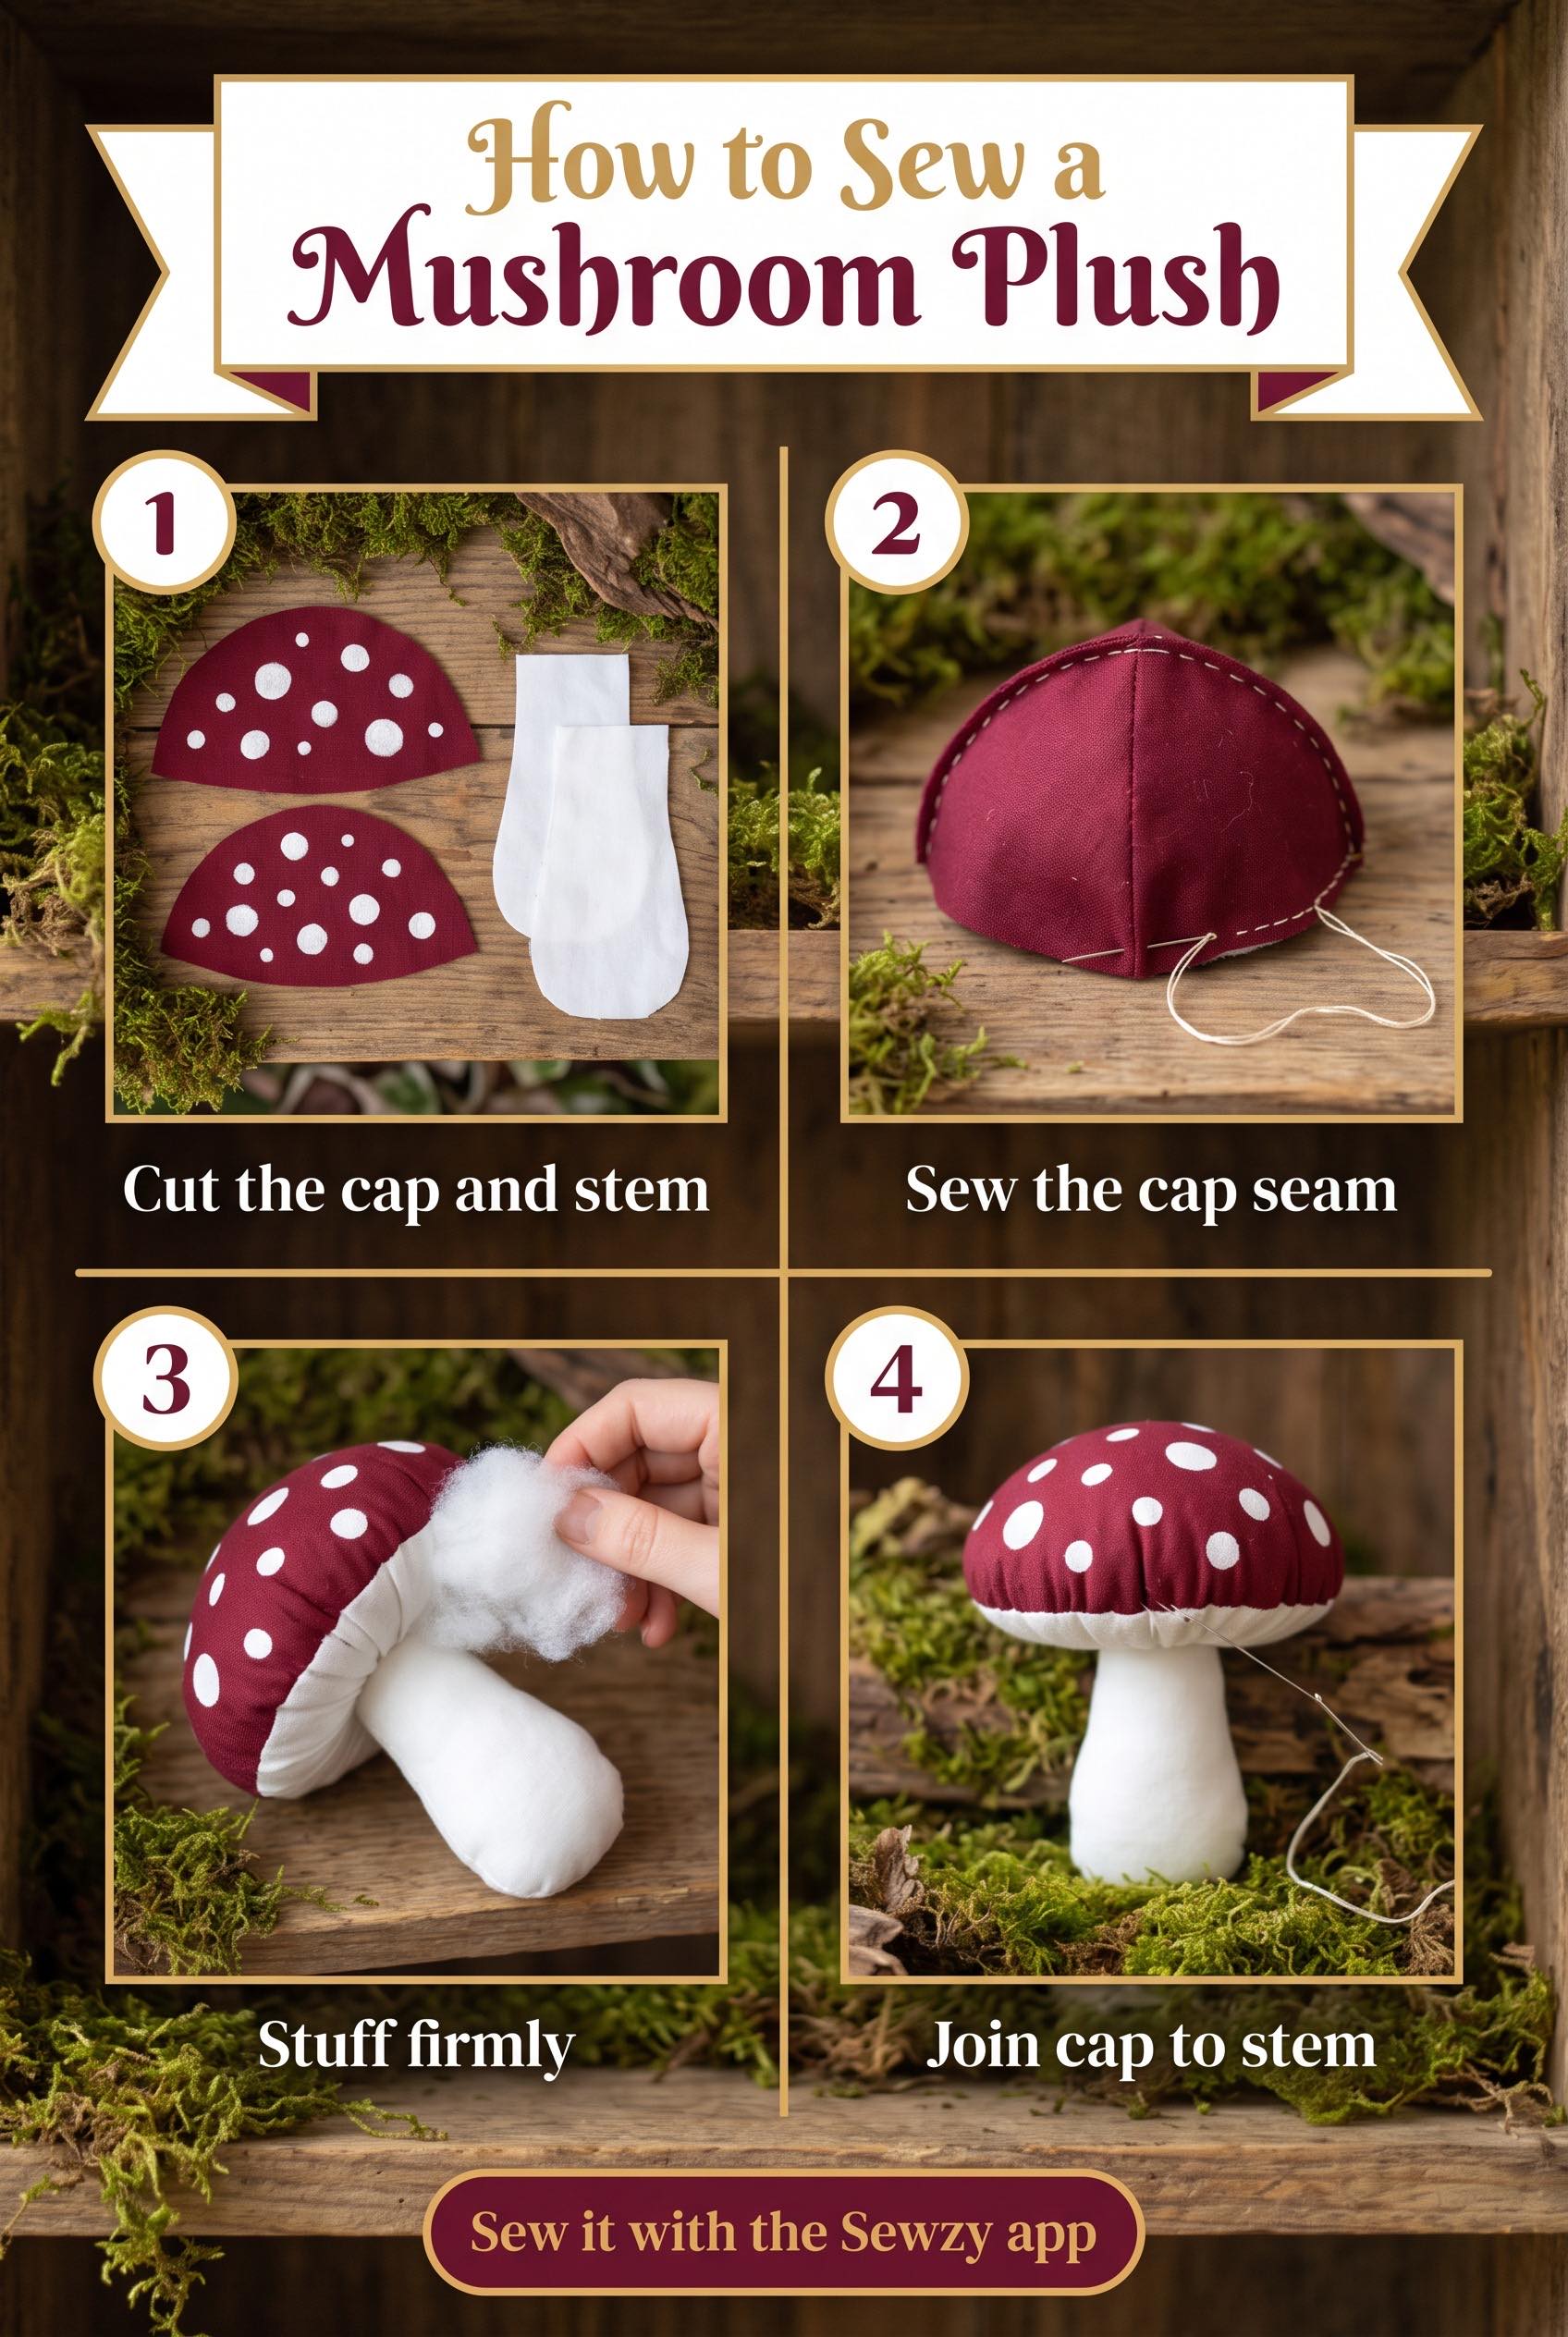 How to Sew a
Mushroom Plush
1
2
Cut the cap and stem
Sew the cap seam
3
4
Stuff firmly
Join cap to stem
Sew it with the Sewzy app